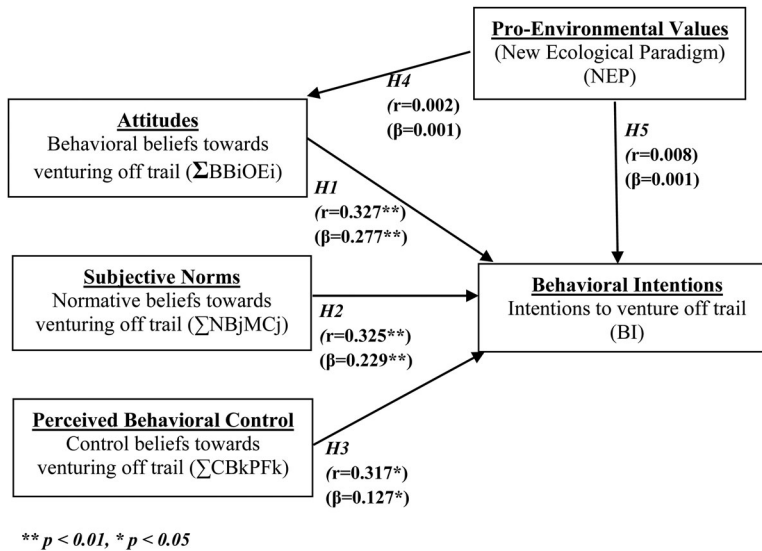 Pro-Environmental Values
(New Ecological Paradigm)
(NEP)
H4
(r=0.002)
(β=0.001)
H5
(r=0.008)
(β=0.001)
Attitudes
Behavioral beliefs towards
venturing off trail (ΣBBiOEi)
H1
(r=0.327**)
(β=0.277**)
Subjective Norms
Normative beliefs towards
venturing off trail (∑NBjMCj)
H2
(r=0.325**)
(β=0.229**)
Behavioral Intentions
Intentions to venture off trail
(BI)
Perceived Behavioral Control
Control beliefs towards
venturing off trail (∑CBkPFk)
H3
(r=0.317*)
(β=0.127*)
** p < 0.01, * p < 0.05